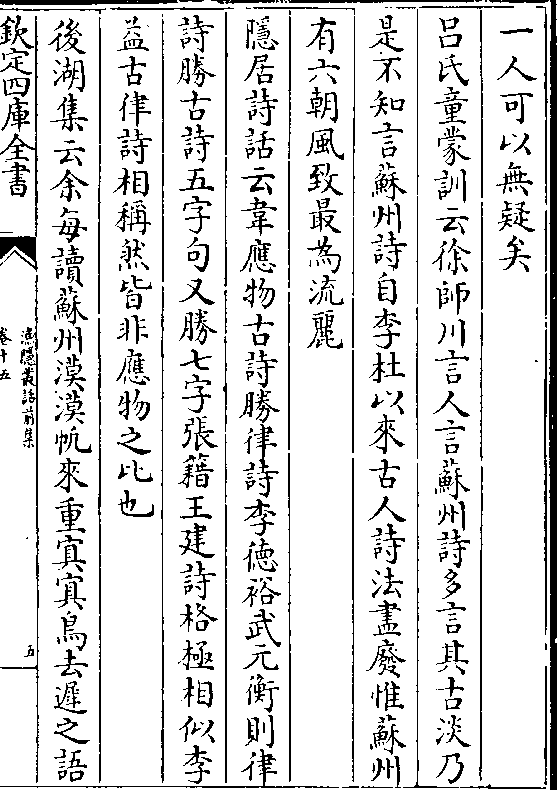 一人可以無疑矣
吕氏童蒙訓云徐師川言人言蘇州詩多言其古淡乃
是不知言蘇州詩自李杜以來古人詩法盡廢惟蘇州
有六朝風致最為流麗
隱居詩話云韋應物古詩勝律詩李德裕武元衡則律
詩勝古詩五字句又勝七字張籍王建詩格極相似李
益古律詩相稱然皆非應物之比也
後湖集云余每讀蘇州漠漠帆來重寘寘鳥去遲之語
欽定四庫全書
漁隱叢話前集
卷十五
五